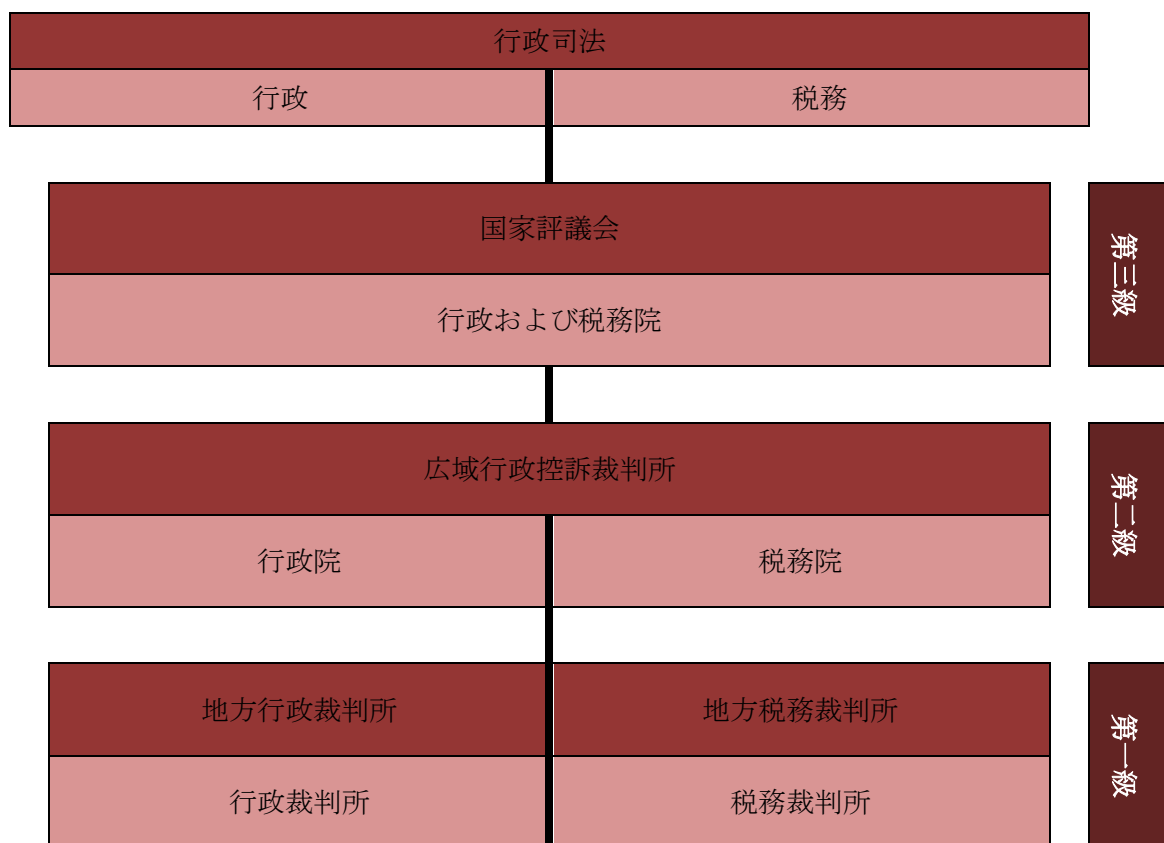 行政司法
行政
税務
国家評議会
行政および税務院
第三級
広域行政控訴裁判所
行政院
税務院
第二級
地方行政裁判所
地方税務裁判所
行政裁判所
税務裁判所
第一級